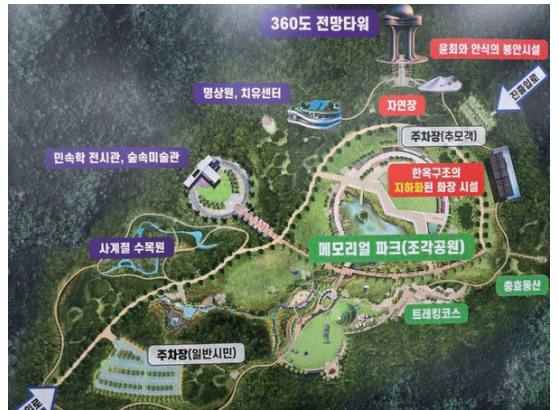 360도 전망타워
윤회와 안식의 봉안시설
명상원, 치유센터
자연장
진출입로
주차장(추모객)
민속학 전시관, 숲속미술관
한옥구조의
지하화된 화장 시설
사계절 수목원
메모리얼 파크(조각공원)
충효동산
트레킹코스
주차장(일반시민)
입로